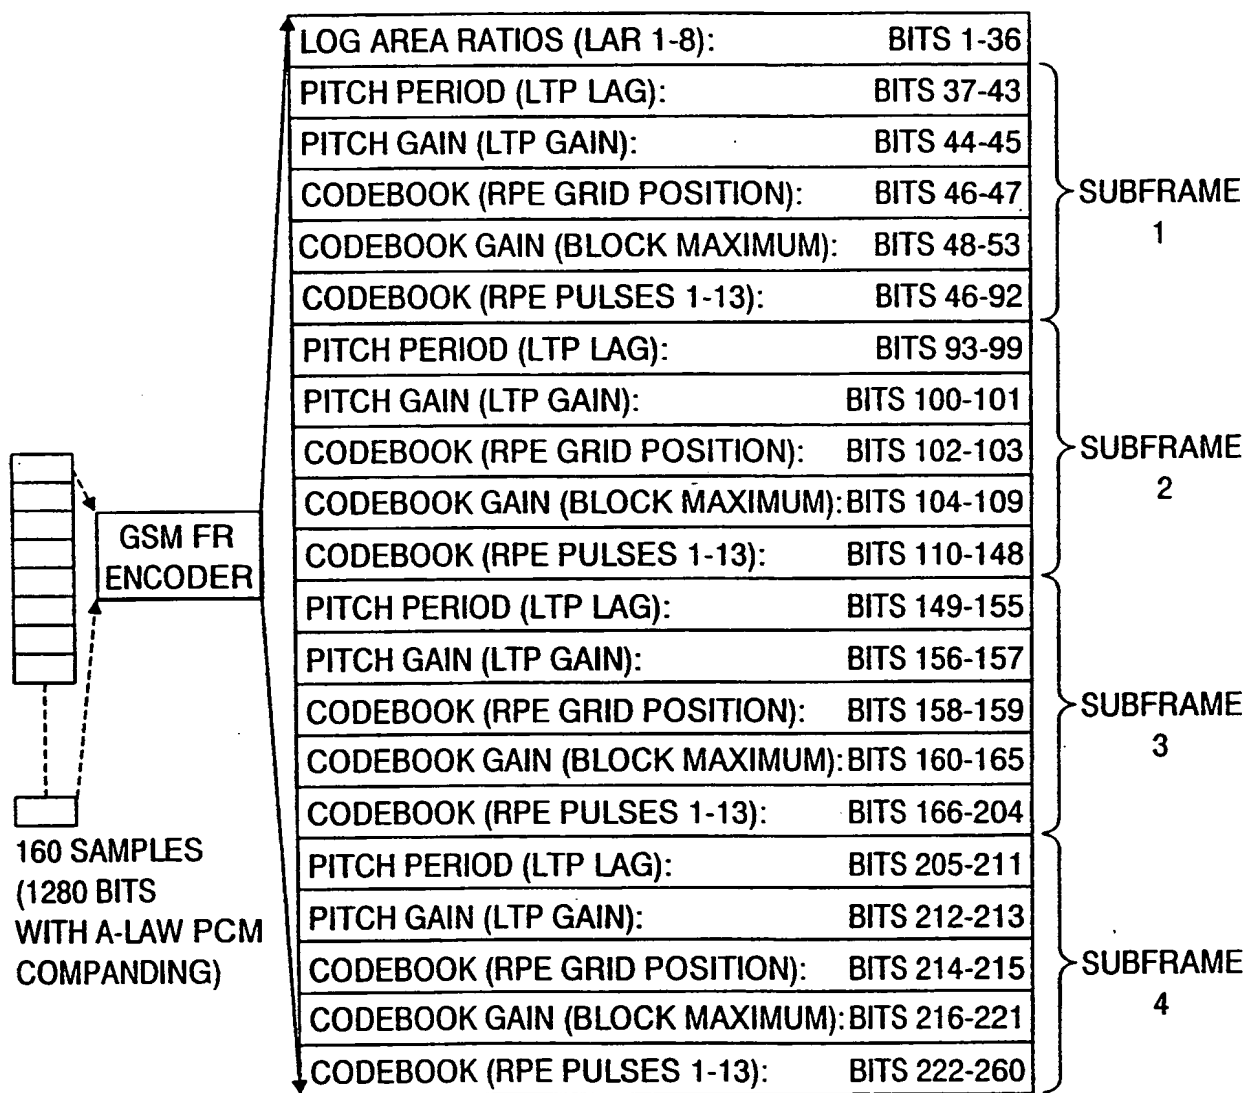 LOG AREA RATIOS (LAR 1-8): BITS 1-36
PITCH PERIOD (LTP LAG): BITS 37-43
PITCH GAIN (LTP GAIN): BITS 44-45
CODEBOOK (RPE GRID POSITION): BITS 46-47
CODEBOOK GAIN (BLOCK MAXIMUM): BITS 48-53
CODEBOOK (RPE PULSES 1-13): BITS 46-92
SUBFRAME
1
PITCH PERIOD (LTP LAG): BITS 93-99
PITCH GAIN (LTP GAIN): BITS 100-101
CODEBOOK (RPE GRID POSITION): BITS 102-103
CODEBOOK GAIN (BLOCK MAXIMUM): BITS 104-109
CODEBOOK (RPE PULSES 1-13): BITS 110-148
SUBFRAME
2
PITCH PERIOD (LTP LAG): BITS 149-155
PITCH GAIN (LTP GAIN): BITS 156-157
CODEBOOK (RPE GRID POSITION): BITS 158-159
CODEBOOK GAIN (BLOCK MAXIMUM): BITS 160-165
CODEBOOK (RPE PULSES 1-13): BITS 166-204
SUBFRAME
3
PITCH PERIOD (LTP LAG): BITS 205-211
PITCH GAIN (LTP GAIN): BITS 212-213
CODEBOOK (RPE GRID POSITION): BITS 214-215
CODEBOOK GAIN (BLOCK MAXIMUM): BITS 216-221
CODEBOOK (RPE PULSES 1-13): BITS 222-260
SUBFRAME
4
GSM FR
ENCODER
160 SAMPLES
(1280 BITS
WITH A-LAW PCM
COMPANDING)